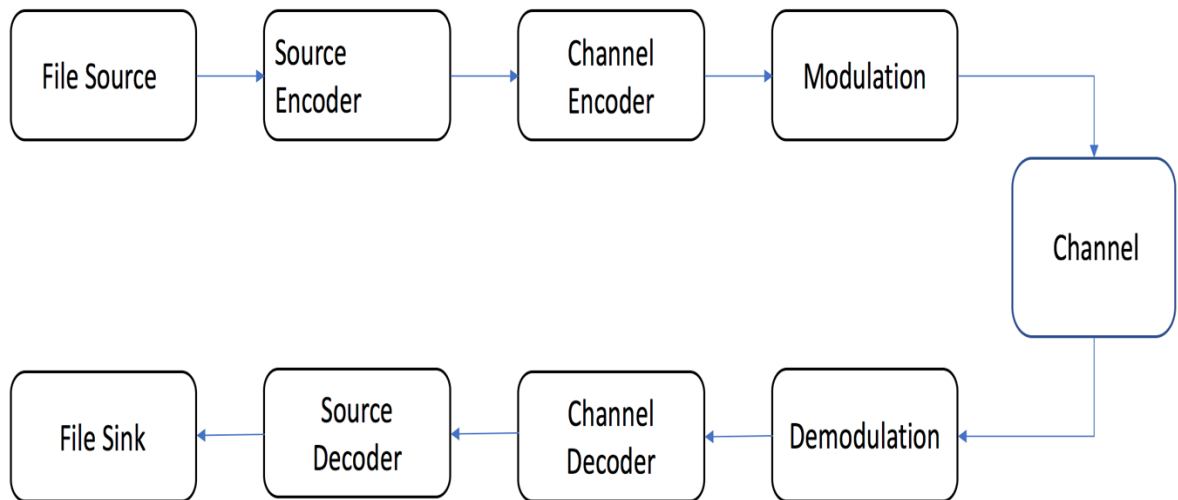 File Source
Source
Encoder
Channel
Encoder
Modulation
Channel
File Sink
Source
Decoder
Channel
Decoder
Demodulation